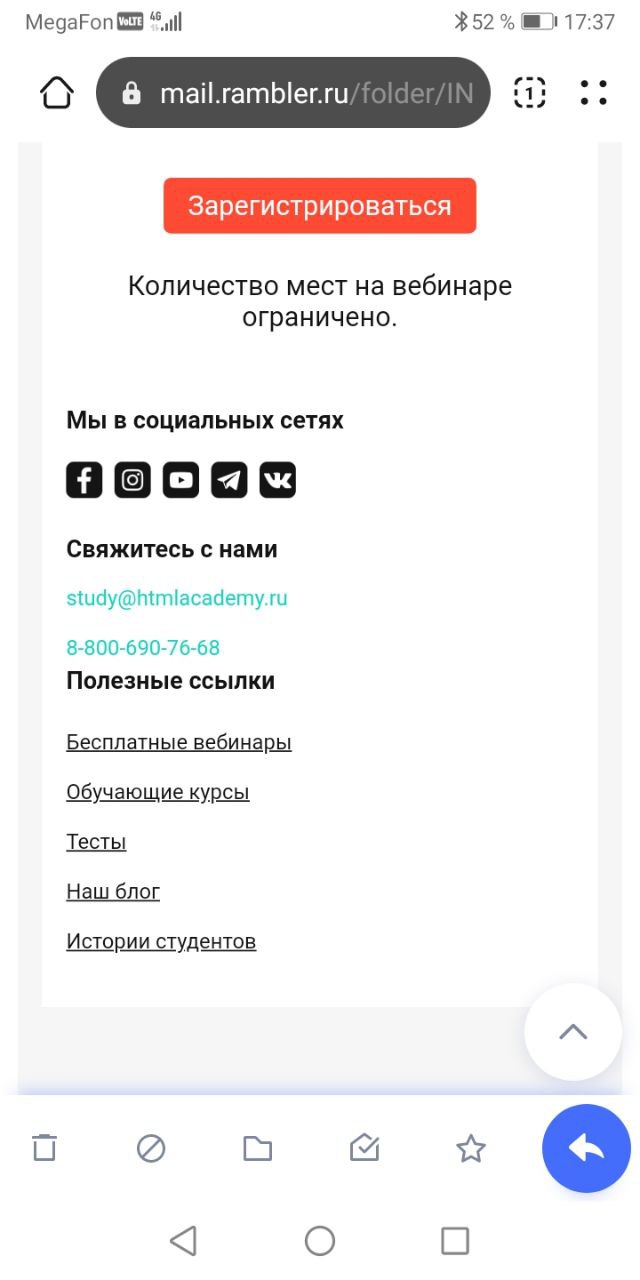 MegaFon VoLTE 4G 52 % 17:37
mail.rambler.ru/folder/IN 1
Зарегистрироваться
Количество мест на вебинаре
ограничено.
Мы в социальных сетях
Свяжитесь с нами
study@htmlacademy.ru
8-800-690-76-68
Полезные ссылки
Бесплатные вебинары
Обучающие курсы
Тесты
Наш блог
Истории студентов